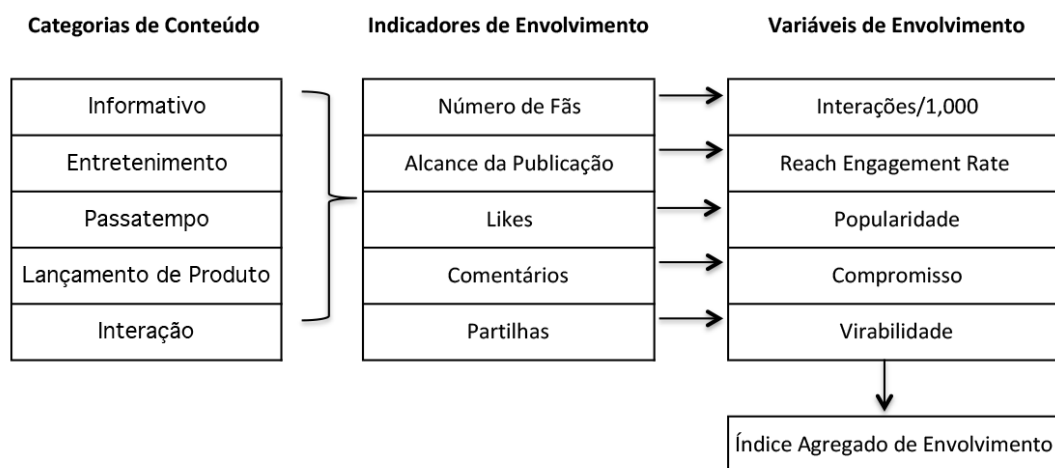 Categorias de Conteúdo
Indicadores de Envolvimento
Variáveis de Envolvimento
Informativo
Número de Fãs
Interações/1,000
Entretenimento
Alcance da Publicação
Reach Engagement Rate
Passatempo
Likes
Popularidade
Lançamento de Produto
Comentários
Compromisso
Interação
Partilhas
Virabilidade
Índice Agregado de Envolvimento